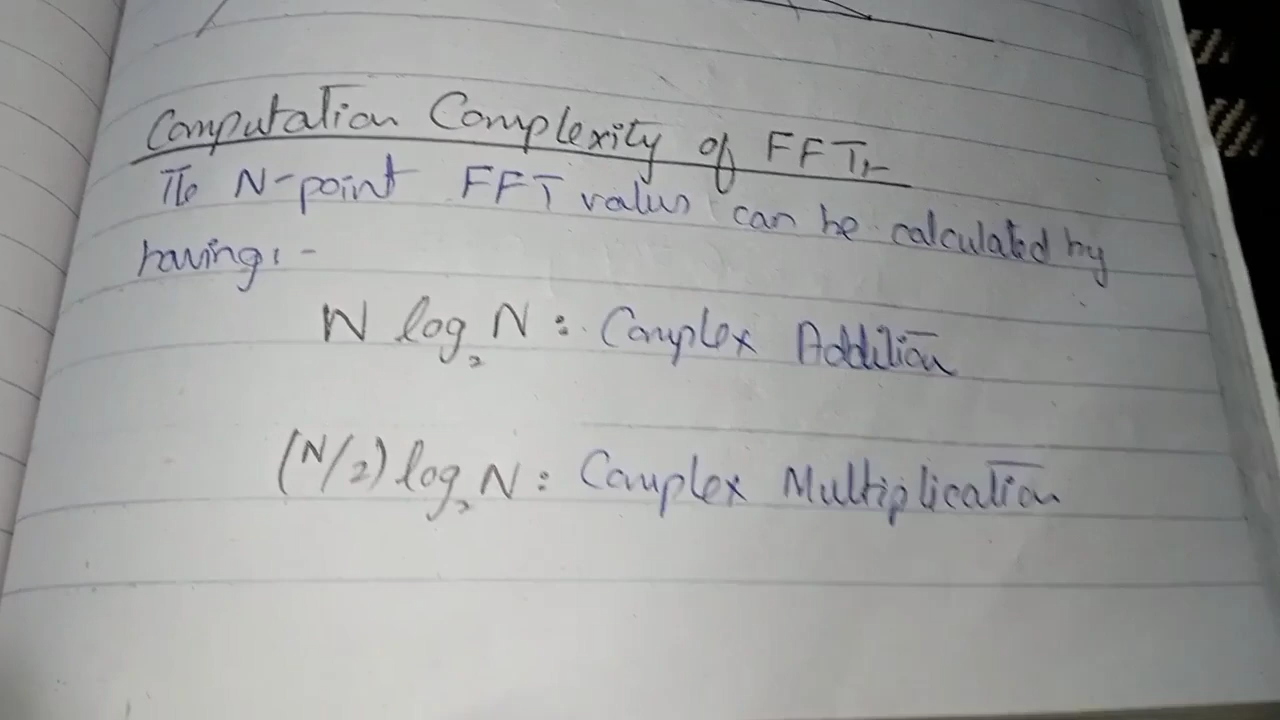 Computation Complexity of FFT:-
The N-point FFT values can be calculated by
having:-
N log₂ N : Complex Addition
(N/2) log₂ N : Complex Multiplication